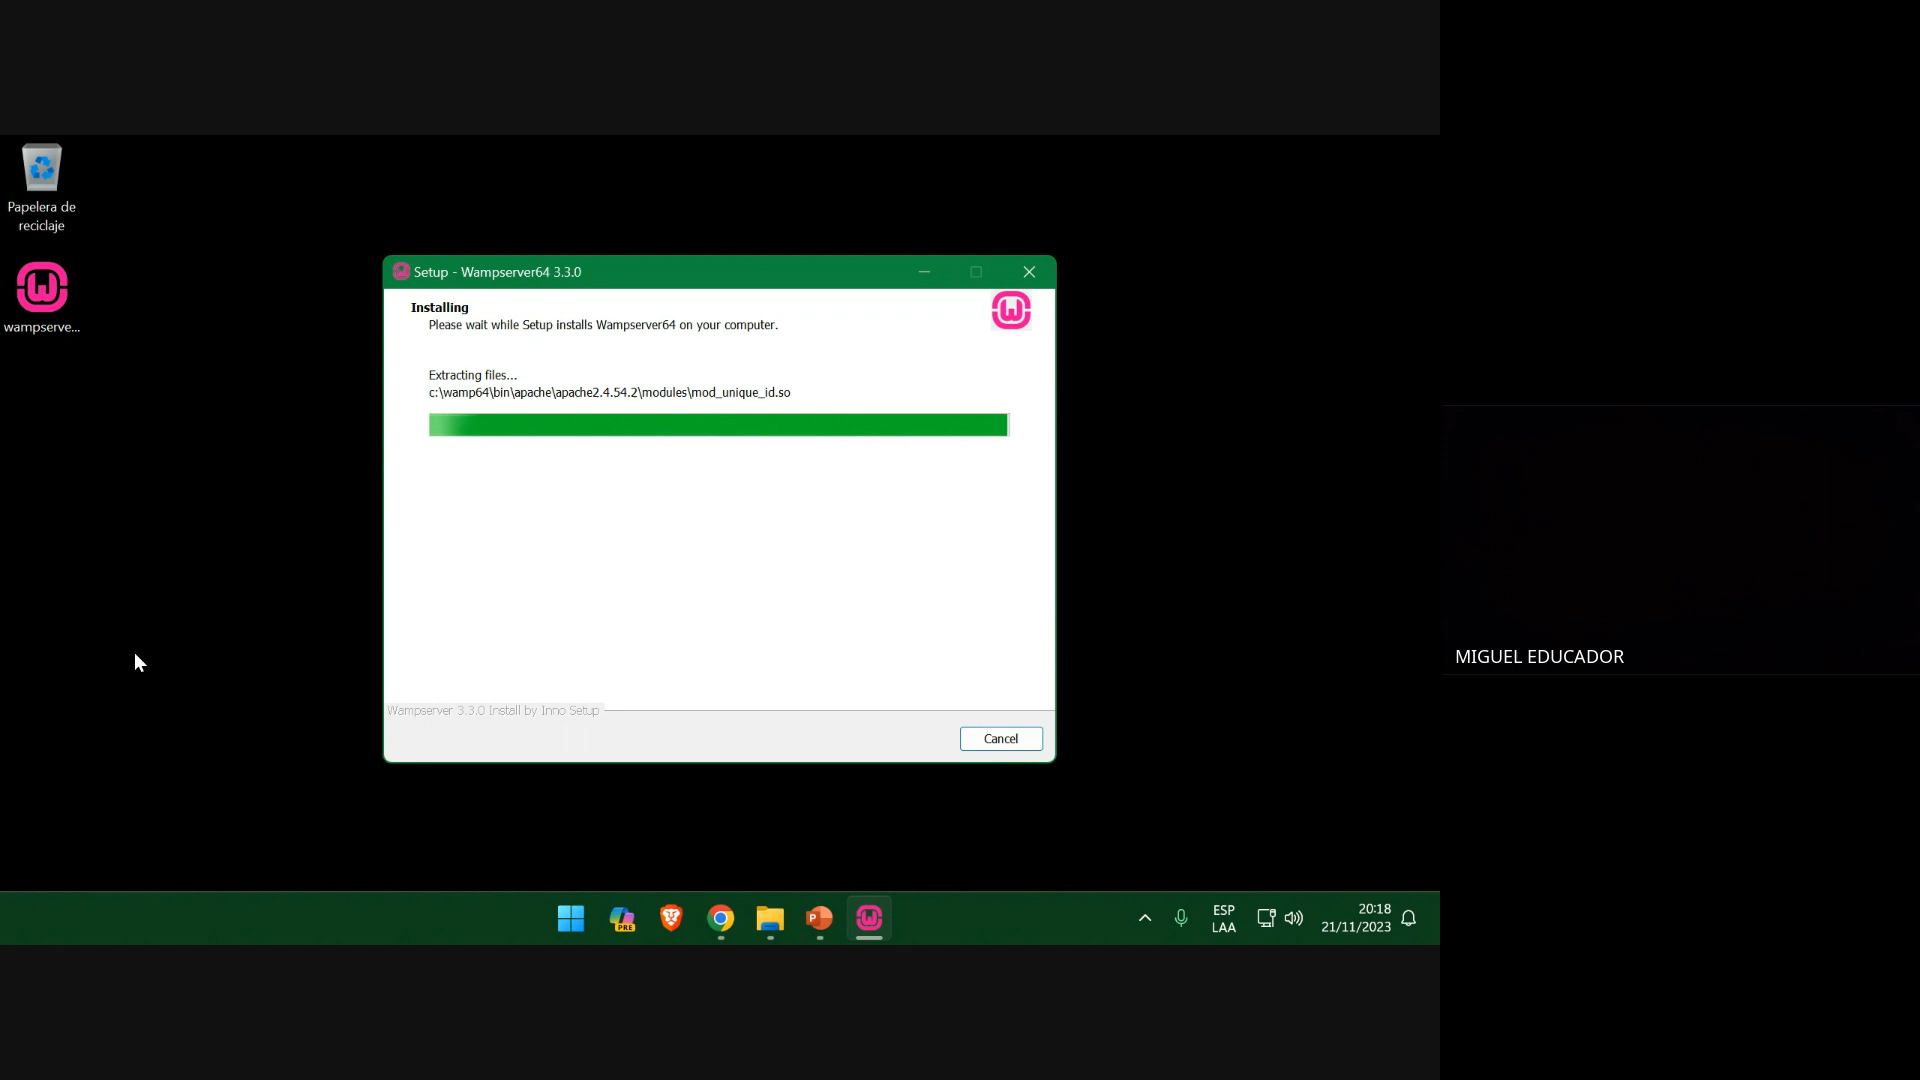 Papelera de
reciclaje
wampserve...
Setup - Wampserver64 3.3.0
Installing
Please wait while Setup installs Wampserver64 on your computer.
Extracting files...
c:\wamp64\bin\apache\apache2.4.54.2\modules\mod_unique_id.so
Wampserver 3.3.0 Install by Inno Setup
Cancel
MIGUEL EDUCADOR
PRE
P
ESP
LAA
20:18
21/11/2023